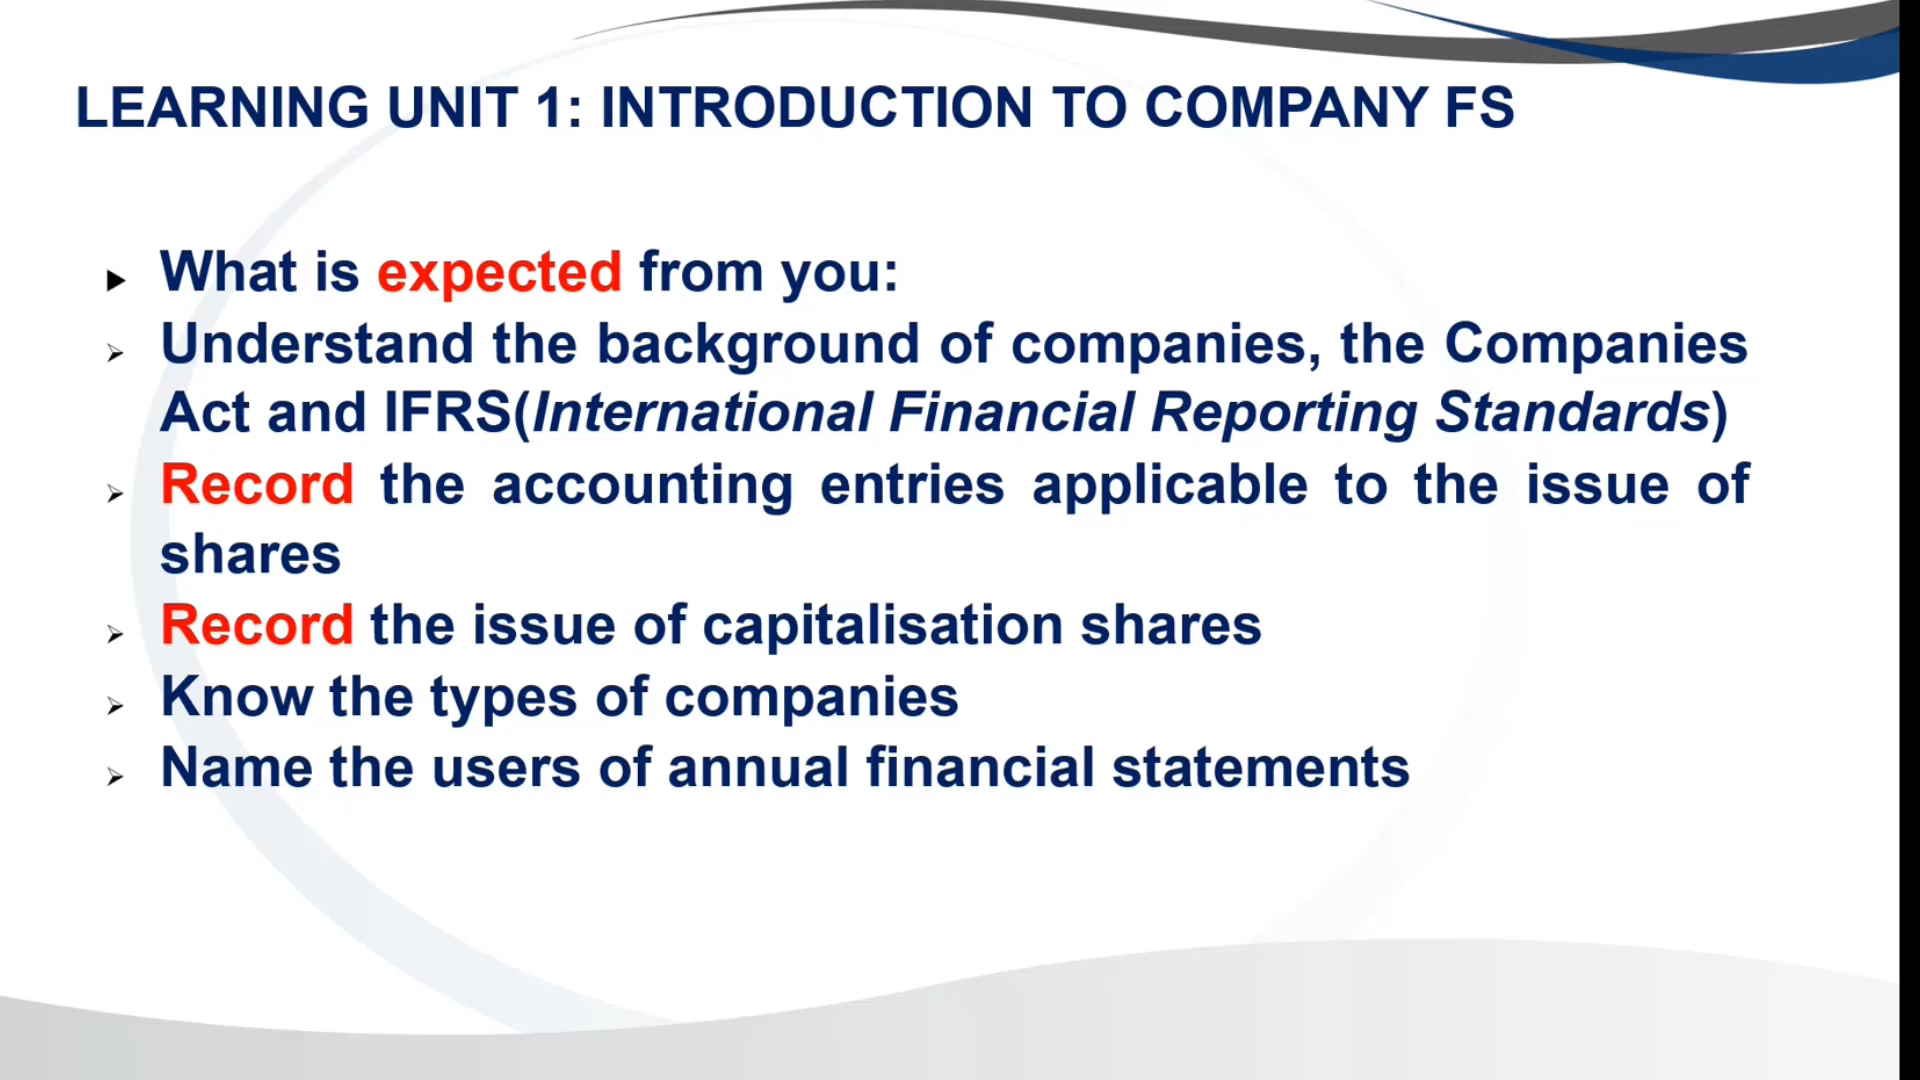 LEARNING UNIT 1: INTRODUCTION TO COMPANY FS
What is expected from you:
Understand the background of companies, the Companies
Act and IFRS(International Financial Reporting Standards)
Record the accounting entries applicable to the issue of
shares
Record the issue of capitalisation shares
Know the types of companies
Name the users of annual financial statements